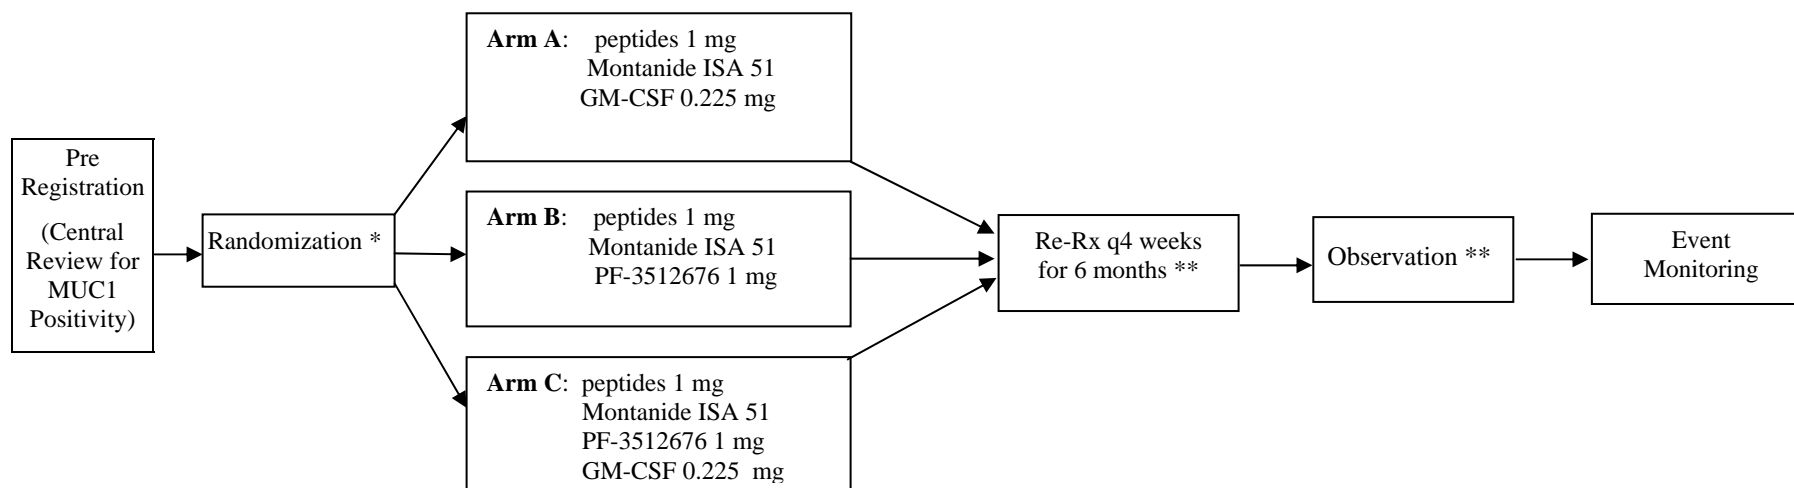 Pre
Registration
(Central
Review for
MUC1
Positivity)
Randomization *
Arm A: peptides 1 mg
Montanide ISA 51
GM-CSF 0.225 mg
Arm B: peptides 1 mg
Montanide ISA 51
PF-3512676 1 mg
Arm C: peptides 1 mg
Montanide ISA 51
PF-3512676 1 mg
GM-CSF 0.225 mg
Re-Rx q4 weeks
for 6 months **
Observation **
Event
Monitoring